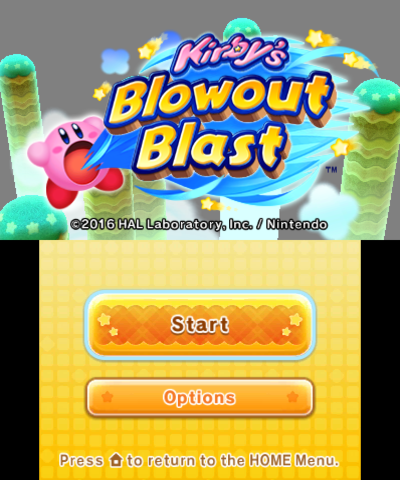 Kirby's
Blowout
Blast
TM
©2016 HAL Laboratory, Inc. / Nintendo
Start
Options
Press to return to the HOME Menu.